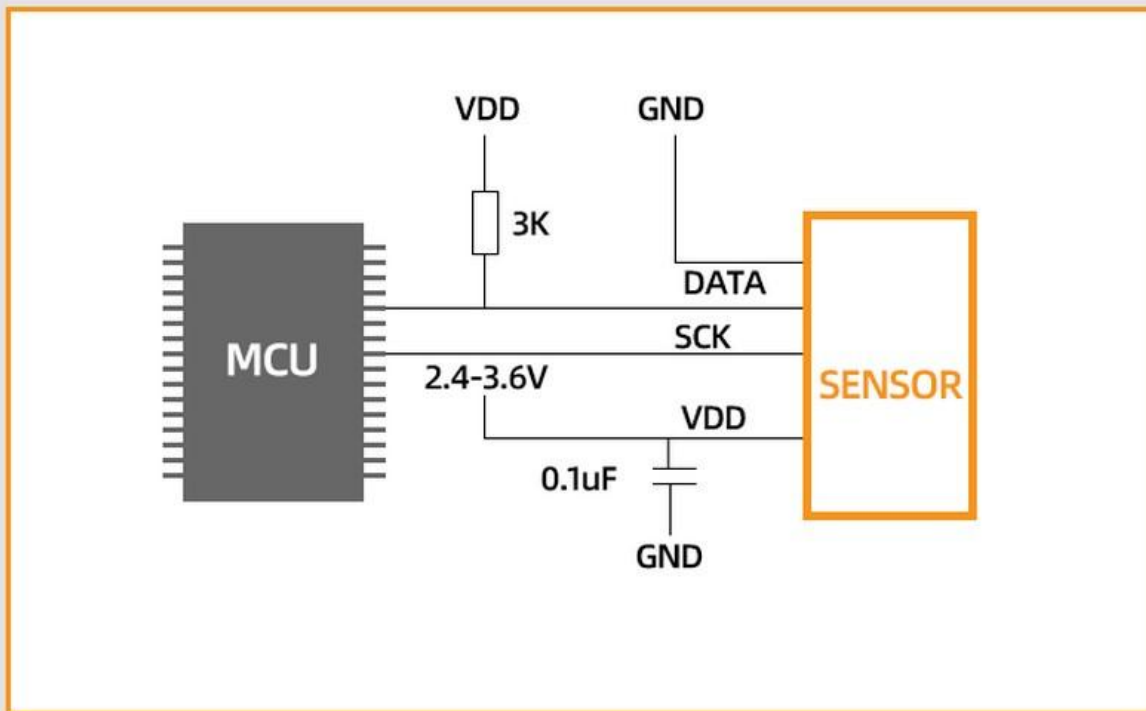 VDD
GND
3K
DATA
SCK
MCU
2.4-3.6V
SENSOR
VDD
0.1uF
GND